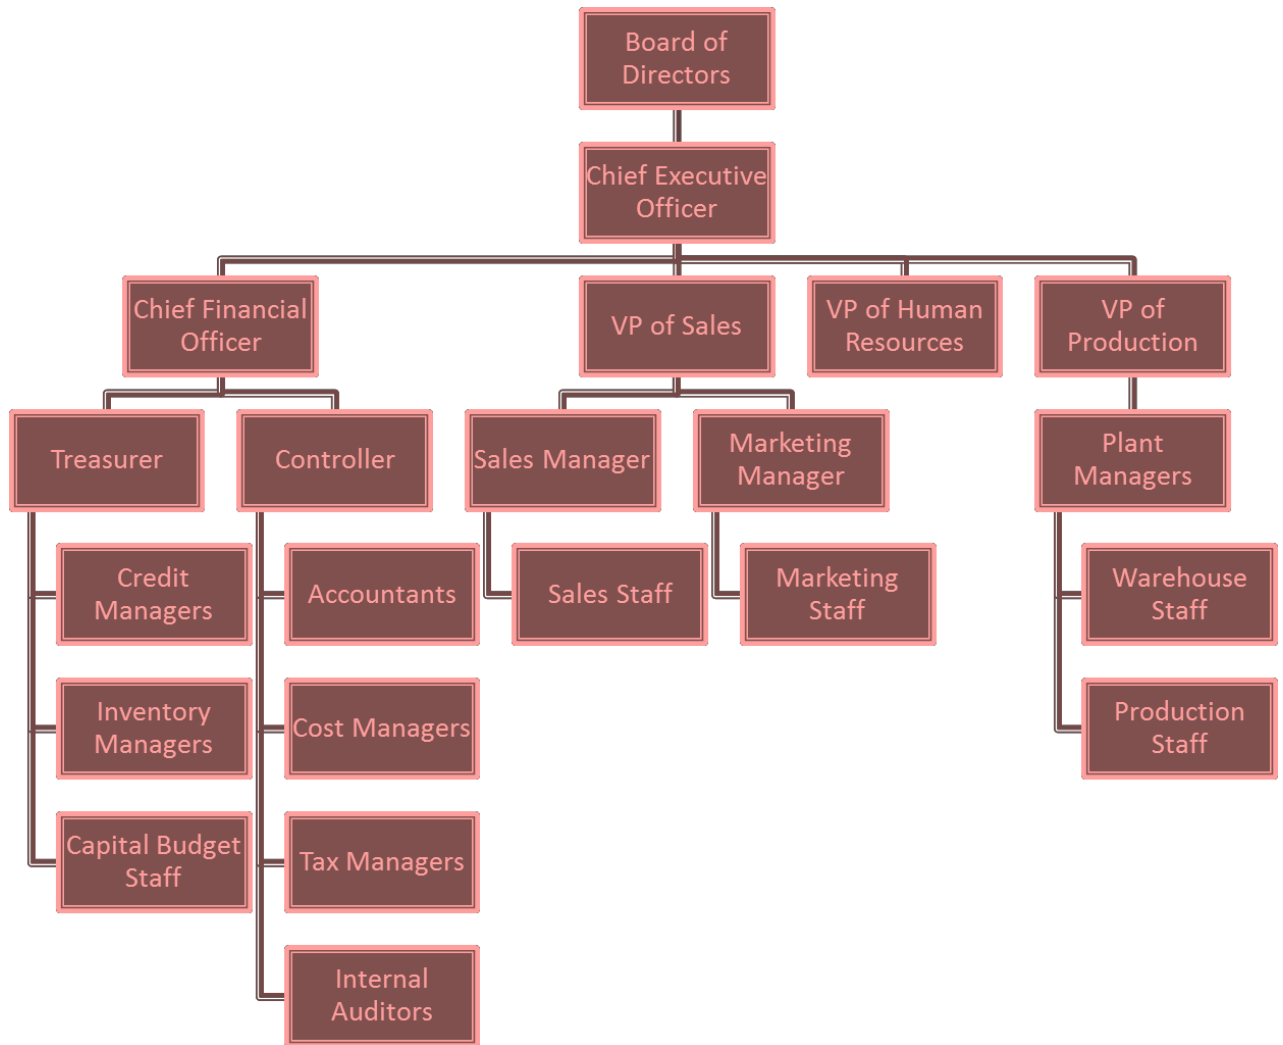 Board of
Directors
Chief Executive
Officer
Chief Financial
Officer
VP of Sales
VP of Human
Resources
VP of
Production
Treasurer
Controller
Sales Manager
Marketing
Manager
Plant
Managers
Credit
Managers
Accountants
Sales Staff
Marketing
Staff
Warehouse
Staff
Inventory
Managers
Cost Managers
Production
Staff
Capital Budget
Staff
Tax Managers
Internal
Auditors